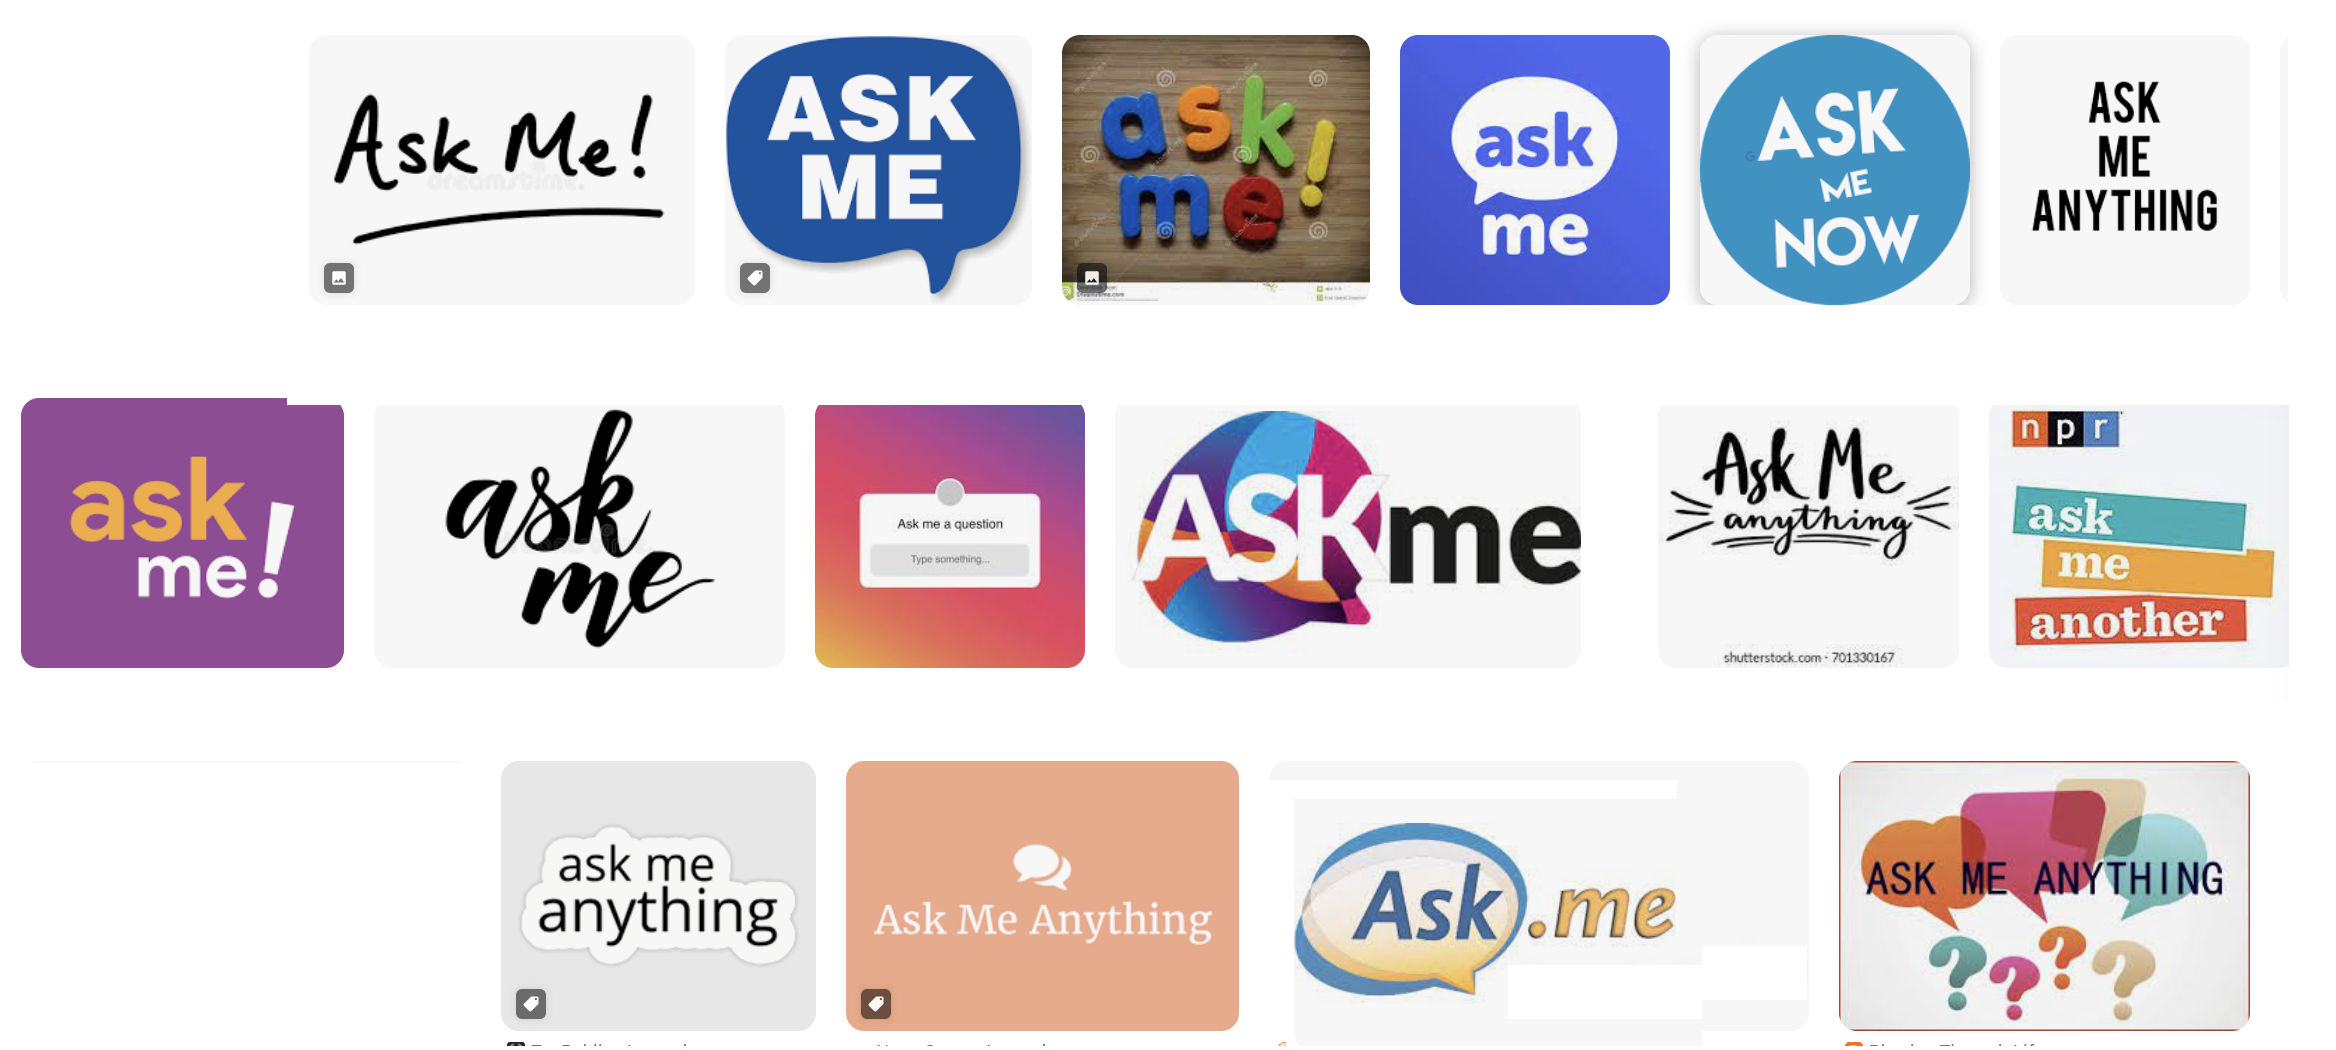 Ask Me!
dreamstime.
ASK
ME
ask
me!
ask
me
ASK
ME
NOW
ASK
ME
ANYTHING
ask
me!
ask
me
Ask me a question
Type something...
ASKme
Ask Me
anything
shutterstock.com · 701330167
npr
ask
me
another
ask me
anything
Ask Me Anything
Ask.me
ASK ME ANYTHING
? ? ? ?